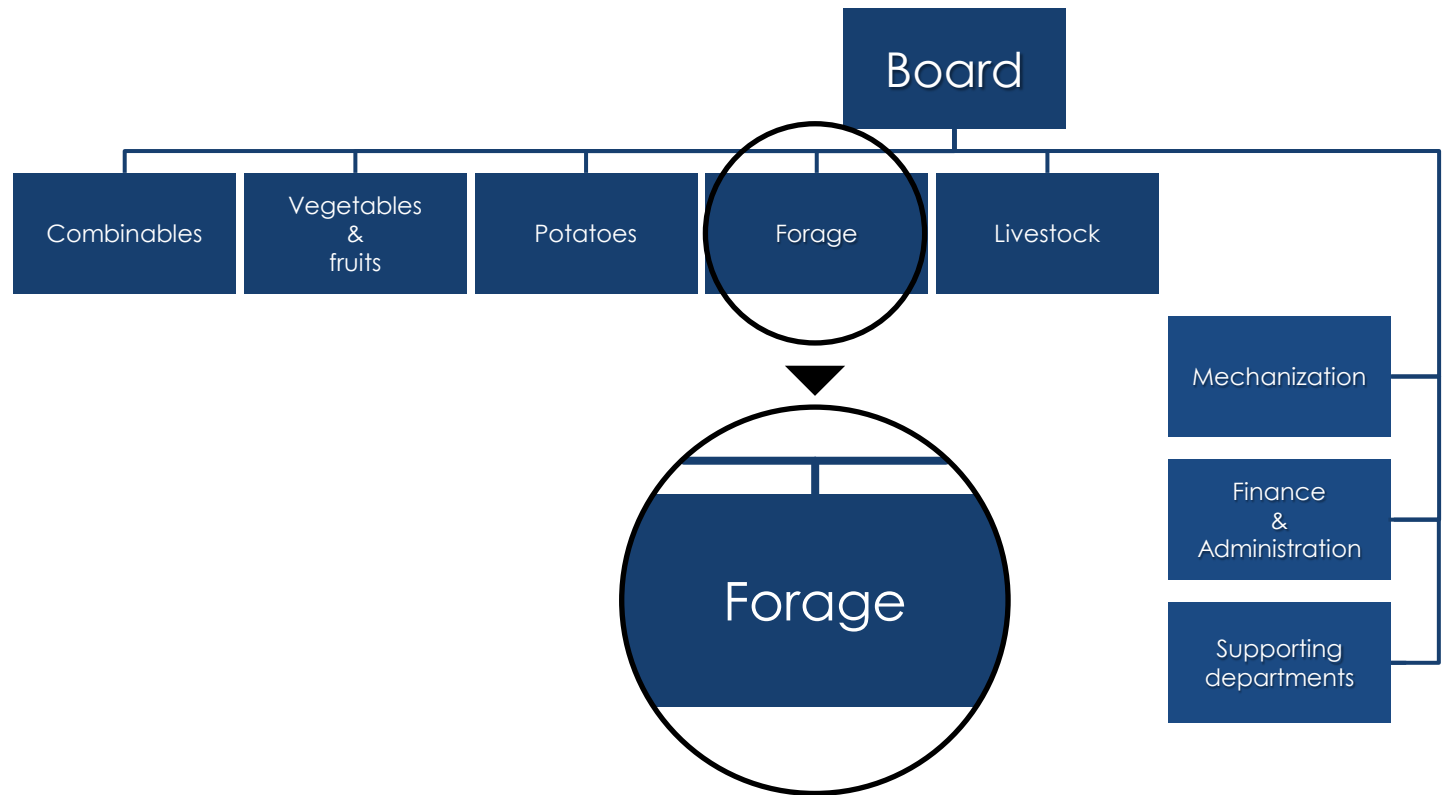 Board
Combinables
Vegetables
&
fruits
Potatoes
Forage
Livestock
Mechanization
Finance
&
Administration
Supporting
departments
Forage